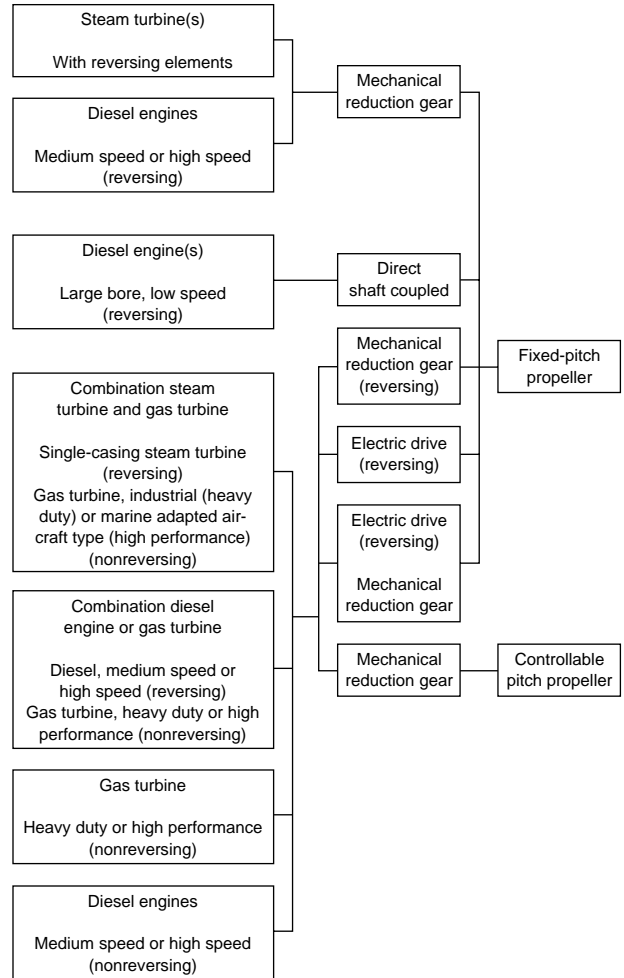 Steam turbine(s)
With reversing elements
Diesel engines
Medium speed or high speed
(reversing)
Diesel engine(s)
Large bore, low speed
(reversing)
Combination steam
turbine and gas turbine
Single-casing steam turbine
(reversing)
Gas turbine, industrial (heavy
duty) or marine adapted air-
craft type (high performance)
(nonreversing)
Combination diesel
engine or gas turbine
Diesel, medium speed or
high speed (reversing)
Gas turbine, heavy duty or high
performance (nonreversing)
Gas turbine
Heavy duty or high performance
(nonreversing)
Diesel engines
Medium speed or high speed
(nonreversing)
Mechanical
reduction gear
Direct
shaft coupled
Mechanical
reduction gear
(reversing)
Electric drive
(reversing)
Electric drive
(reversing)
Mechanical
reduction gear
Mechanical
reduction gear
Fixed-pitch
propeller
Controllable
pitch propeller